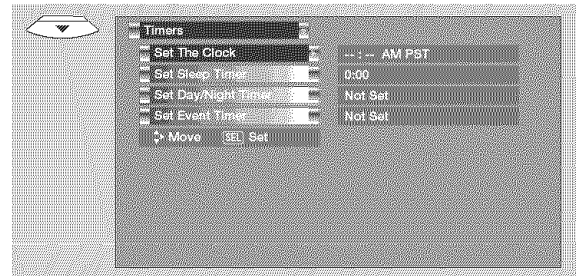 Timers
Set The Clock -- : -- AM PST
Set Sleep Timer 0:00
Set Day/Night Timer Not Set
Set Event Timer Not Set
Move SEL Set